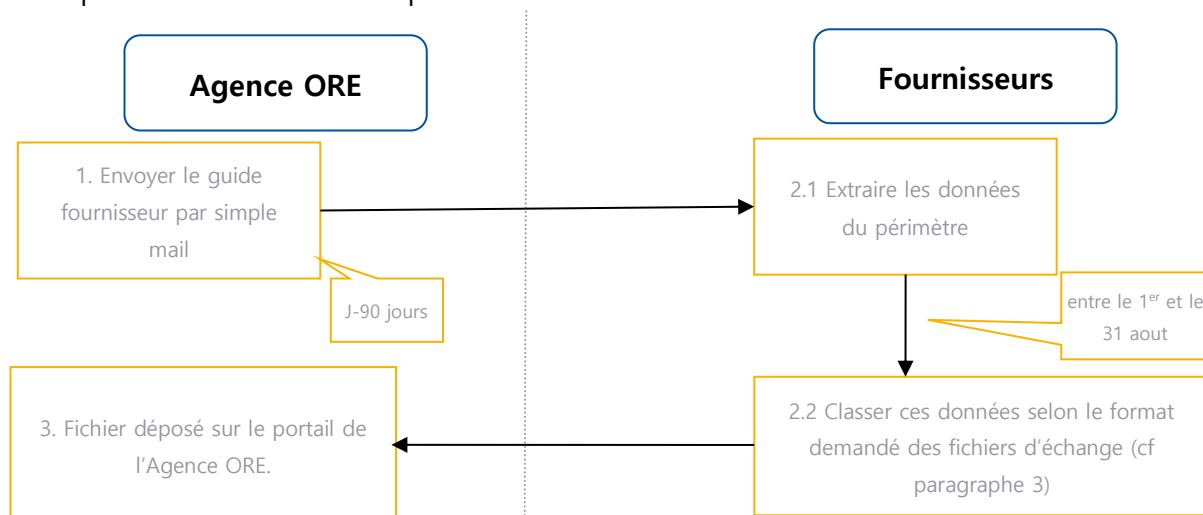 Agence ORE
Fournisseurs
1. Envoyer le guide
fournisseur par simple
mail
2.1 Extraire les données
du périmètre
J-90 jours
entre le 1er et le
31 aout
3. Fichier déposé sur le portail de
l’Agence ORE.
2.2 Classer ces données selon le format
demandé des fichiers d’échange (cf
paragraphe 3)